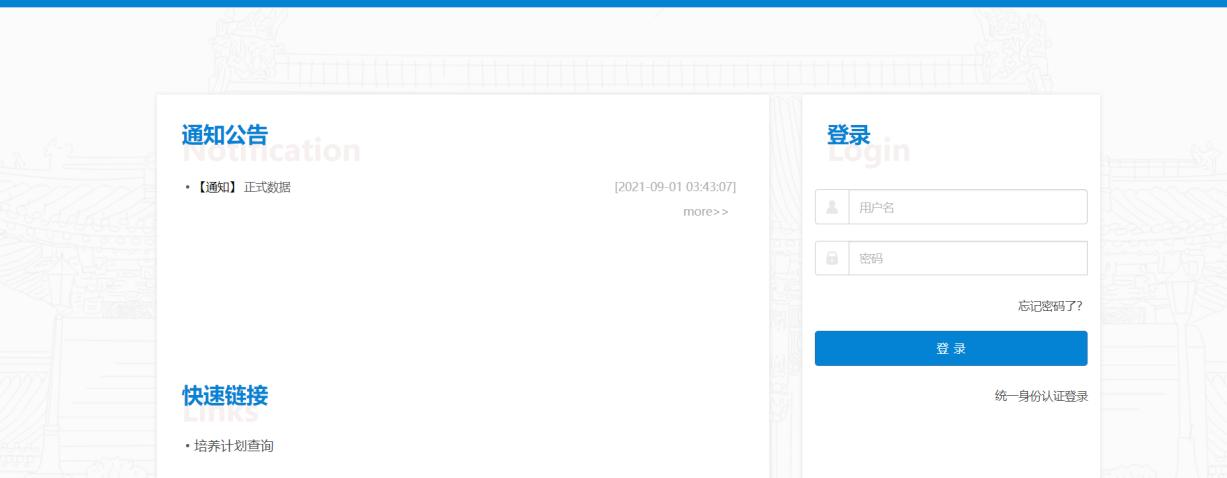 通知公告
Notification
• 【通知】 正式数据 [2021-09-01 03:43:07]
more>>
快速链接
Links
• 培养计划查询
登录
Login
用户名
密码
忘记密码了?
登 录
统一身份认证登录